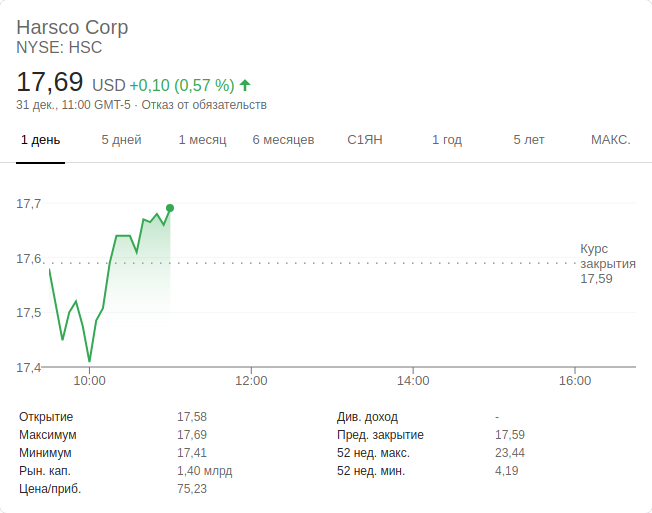 Harsco Corp
NYSE: HSC
17,69 USD +0,10 (0,57 %)
31 дек., 11:00 GMT-5 · Отказ от обязательств
1 день 5 дней 1 месяц 6 месяцев С1ЯН 1 год 5 лет МАКС.
17,7
17,6
17,5
17,4
Курс
закрытия
17,59
10:00 12:00 14:00 16:00
Открытие 17,58 Див. доход -
Максимум 17,69 Пред. закрытие 17,59
Минимум 17,41 52 нед. макс. 23,44
Рын. кап. 1,40 млрд 52 нед. мин. 4,19
Цена/приб. 75,23